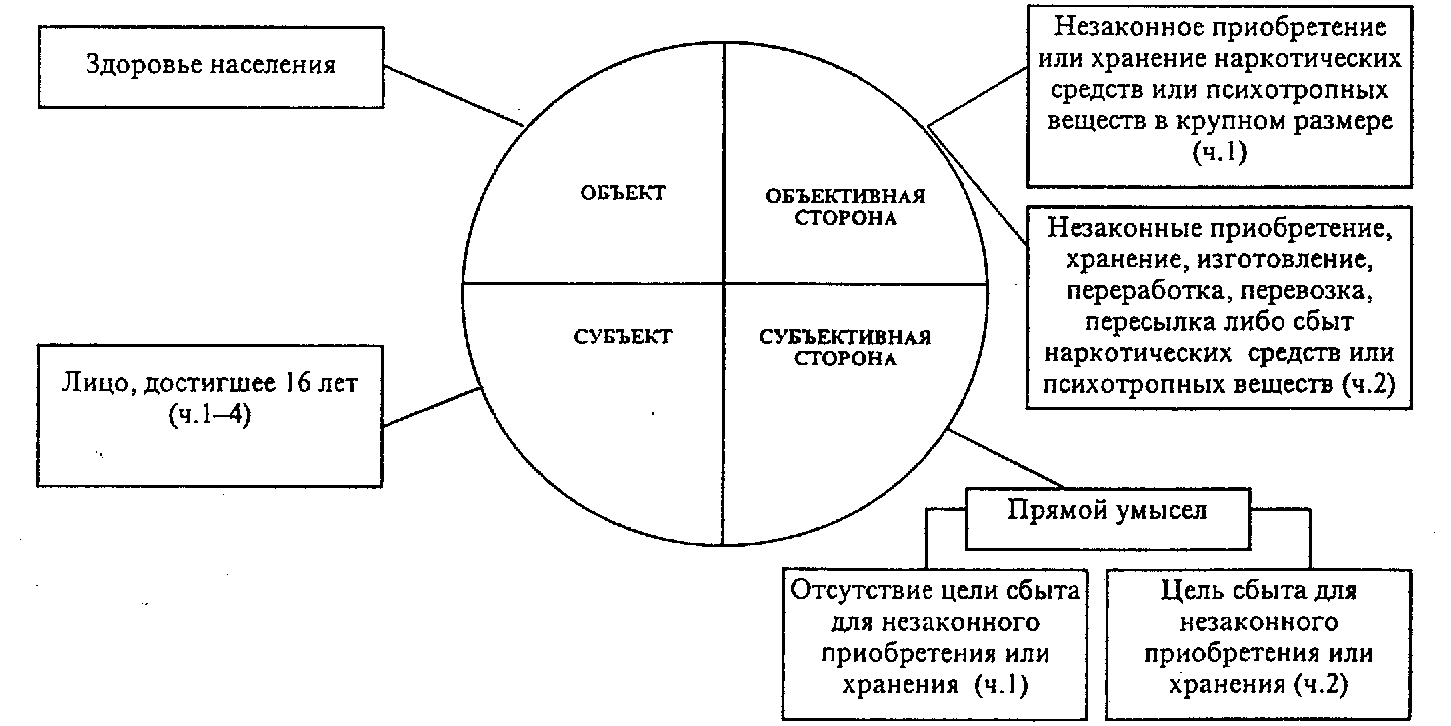 Здоровье населения
Незаконное приобретение
или хранение наркотических
средств или психотропных
веществ в крупном размере
(ч.1)
ОБЪЕКТ
ОБЪЕКТИВНАЯ
СТОРОНА
Незаконные приобретение,
хранение, изготовление,
переработка, перевозка,
пересылка либо сбыт
наркотических средств или
психотропных веществ (ч.2)
СУБЪЕКТ
СУБЪЕКТИВНАЯ
СТОРОНА
Лицо, достигшее 16 лет
(ч.1–4)
Прямой умысел
Отсутствие цели сбыта
для незаконного
приобретения или
хранения (ч.1)
Цель сбыта для
незаконного
приобретения или
хранения (ч.2)